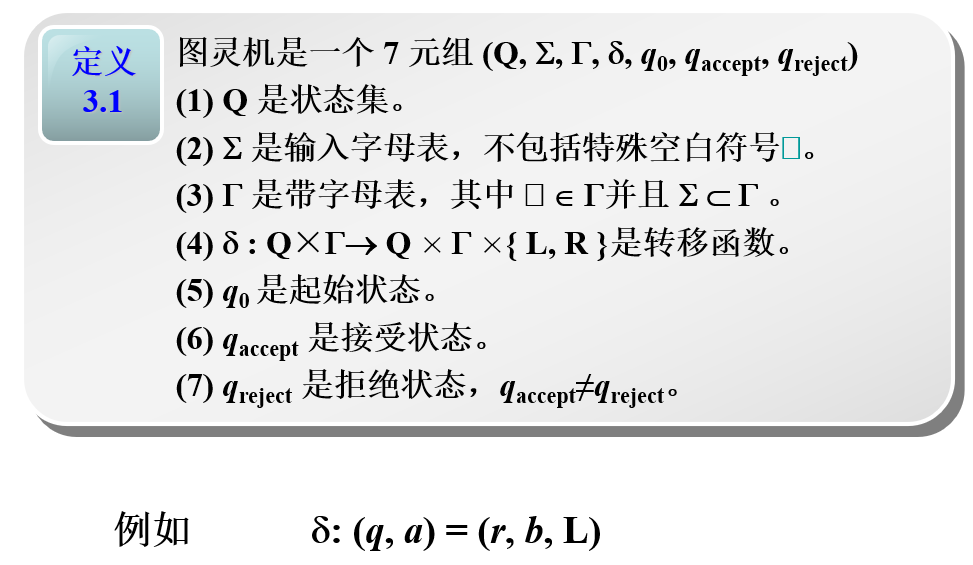 定义
3.1
图灵机是一个 7 元组 (Q, Σ, Γ, δ, q0, qaccept, qreject)
(1) Q 是状态集。
(2) Σ 是输入字母表，不包括特殊空白符号□。
(3) Γ 是带字母表，其中 □ ∈ Γ并且 Σ ⊂ Γ 。
(4) δ : Q×Γ→ Q × Γ ×{ L, R }是转移函数。
(5) q0 是起始状态。
(6) qaccept 是接受状态。
(7) qreject 是拒绝状态，qaccept≠qreject。
例如 δ: (q, a) = (r, b, L)